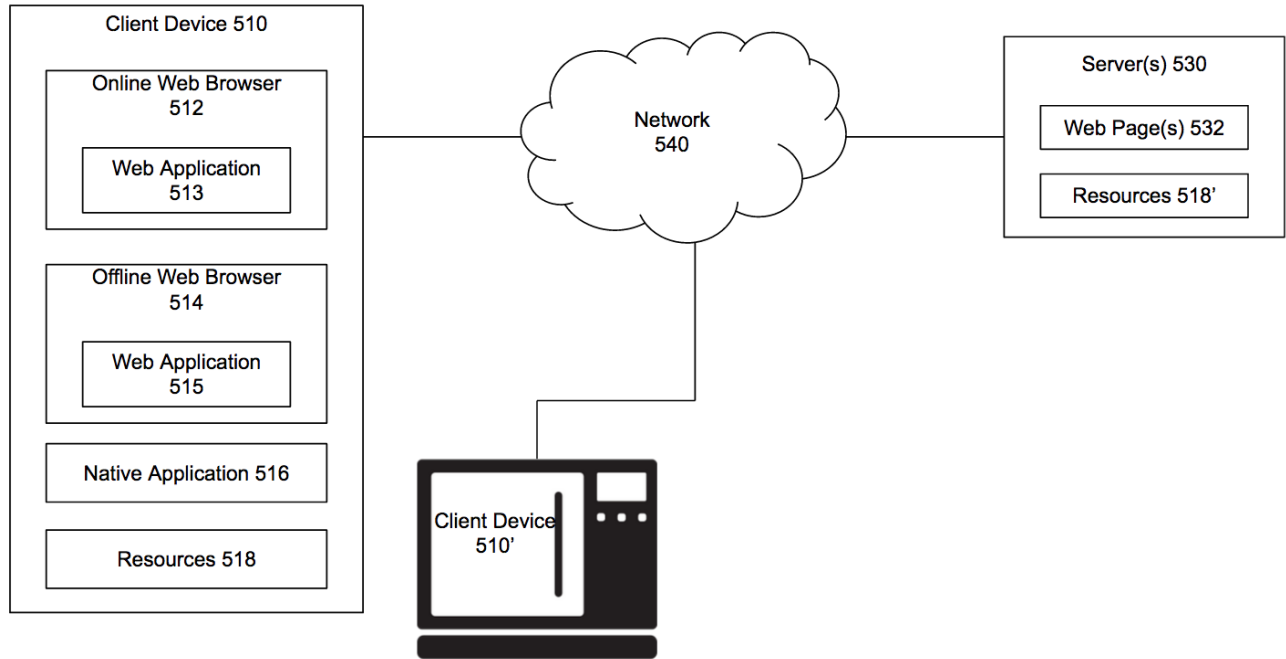 Client Device 510
Online Web Browser
512
Web Application
513
Offline Web Browser
514
Web Application
515
Native Application 516
Resources 518
Network
540
Client Device
510’
Server(s) 530
Web Page(s) 532
Resources 518’